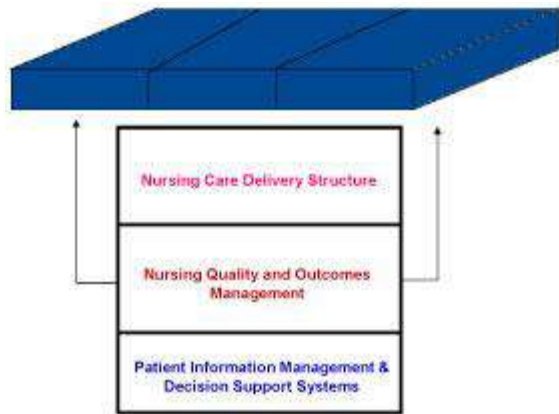 Nursing Care Delivery Structure
Nursing Quality and Outcomes
Management
Patient Information Management &
Decision Support Systems